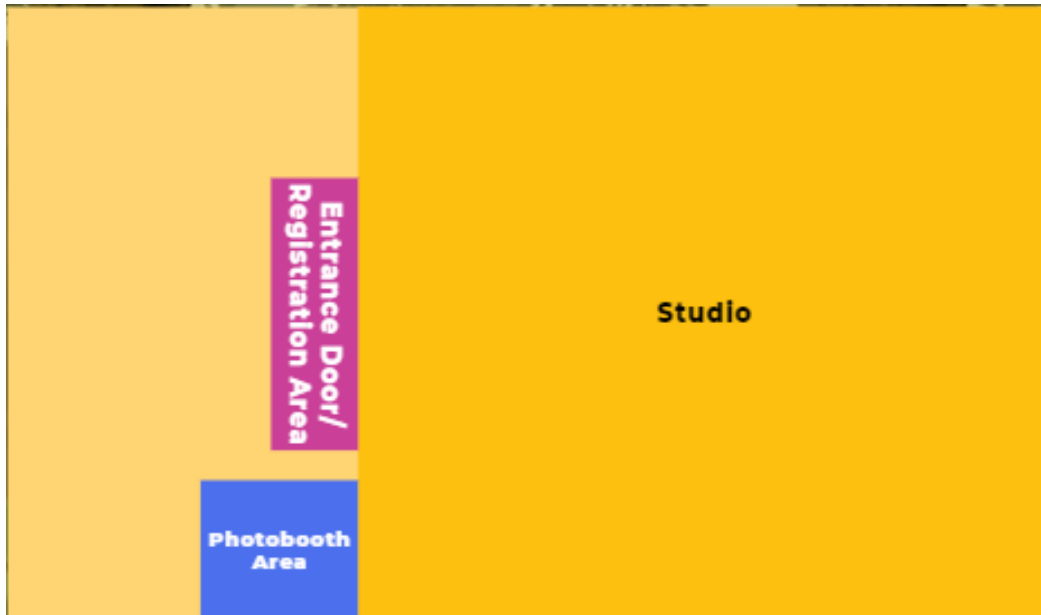 Entrance Door/
Registration Area
Studio
Photobooth
Area